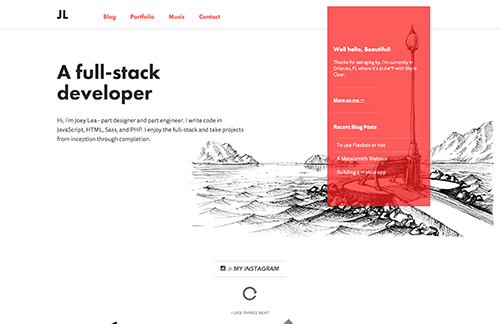 JL
Blog
Portfolio
Music
Contact
Well hello, Beautiful!
Thanks for swinging by. I'm currently in
Orlando, FL where it's
with Sky Is
Clear.
More on me
Recent Blog Posts
To use Flexbox or not
A Metalsmith Website
Building a mobile app
A full-stack
developer
Hi, I'm Joey Lea - part designer and part engineer. I write code in
JavaScript, HTML, Sass, and PHP. I enjoy the full-stack and take projects
from inception through completion.
// MY INSTAGRAM
I LIKE THINGS NEXT